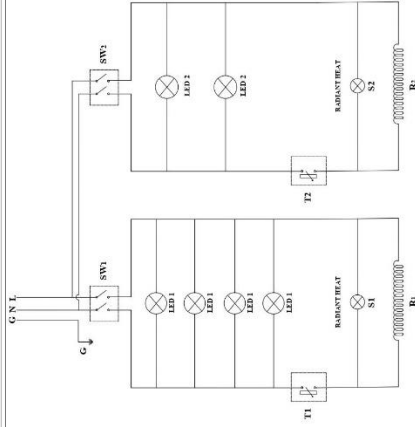 SW2
LED 2
LED 2
RADIANT HEAT
S2
R2
T2
G N L
G
SW1
LED 1
LED 1
LED 1
LED 1
RADIANT HEAT
S1
R1
T1